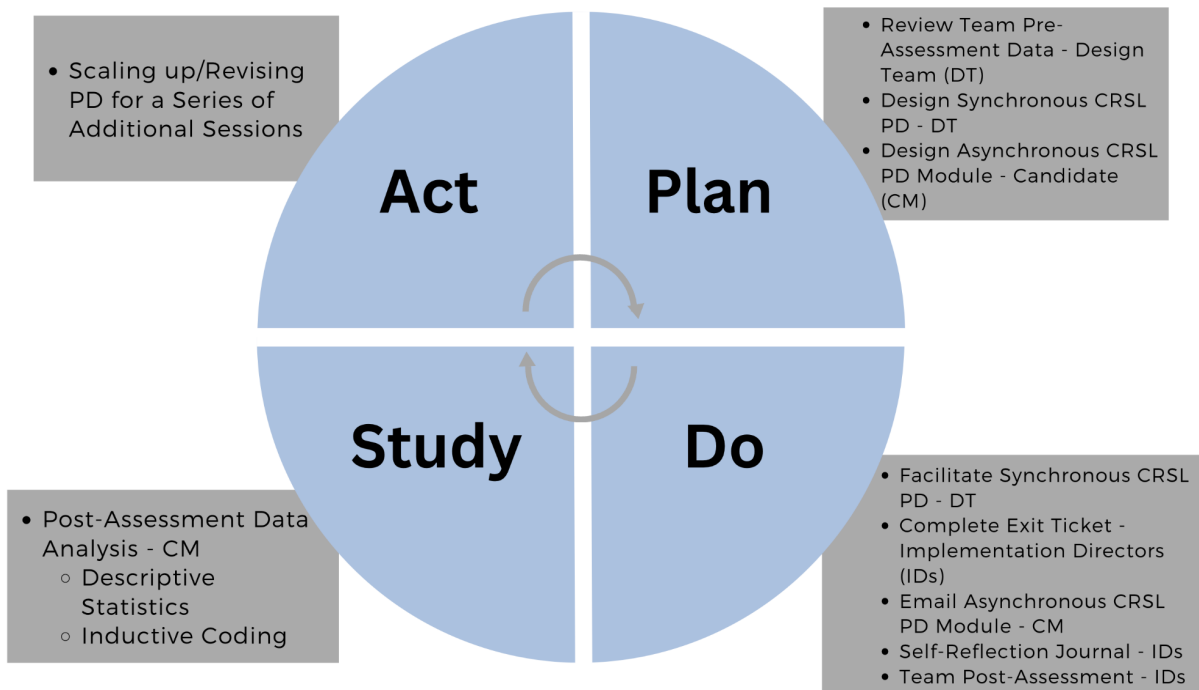 • Scaling up/Revising
PD for a Series of
Additional Sessions
• Review Team Pre-
Assessment Data - Design
Team (DT)
• Design Synchronous CRSL
PD - DT
• Design Asynchronous CRSL
PD Module - Candidate
(CM)
Act
Plan
Study
Do
• Post-Assessment Data
Analysis - CM
◦ Descriptive
Statistics
◦ Inductive Coding
• Facilitate Synchronous CRSL
PD - DT
• Complete Exit Ticket -
Implementation Directors
(IDs)
• Email Asynchronous CRSL
PD Module - CM
• Self-Reflection Journal - IDs
• Team Post-Assessment - IDs